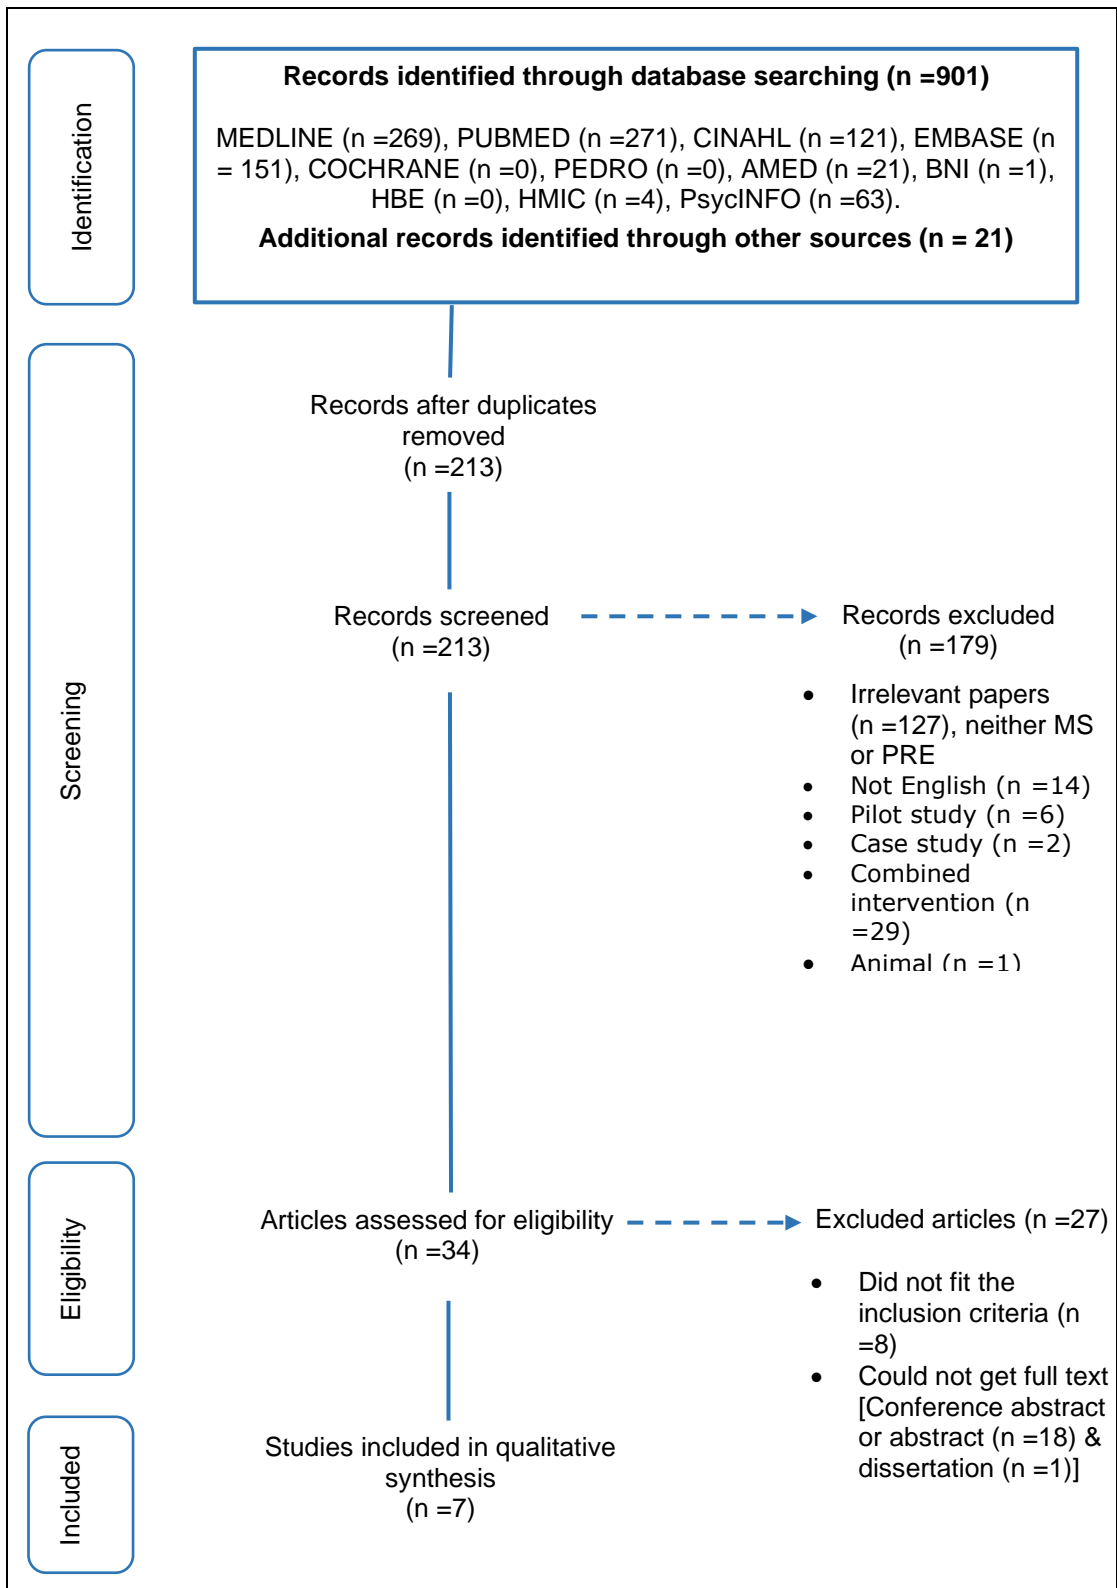 Identification
Records identified through database searching (n =901)
MEDLINE (n =269), PUBMED (n =271), CINAHL (n =121), EMBASE (n
= 151), COCHRANE (n =0), PEDRO (n =0), AMED (n =21), BNI (n =1),
HBE (n =0), HMIC (n =4), PsycINFO (n =63).
Additional records identified through other sources (n = 21)
Screening
Records after duplicates
removed
(n =213)
Records screened
(n =213)
Records excluded
(n =179)
• Irrelevant papers
(n =127), neither MS
or PRE
• Not English (n =14)
• Pilot study (n =6)
• Case study (n =2)
• Combined
intervention (n
=29)
• Animal (n =1)
Eligibility
Articles assessed for eligibility
(n =34)
Excluded articles (n =27)
• Did not fit the
inclusion criteria (n
=8)
• Could not get full text
[Conference abstract
or abstract (n =18) &
dissertation (n =1)]
Included
Studies included in qualitative
synthesis
(n =7)